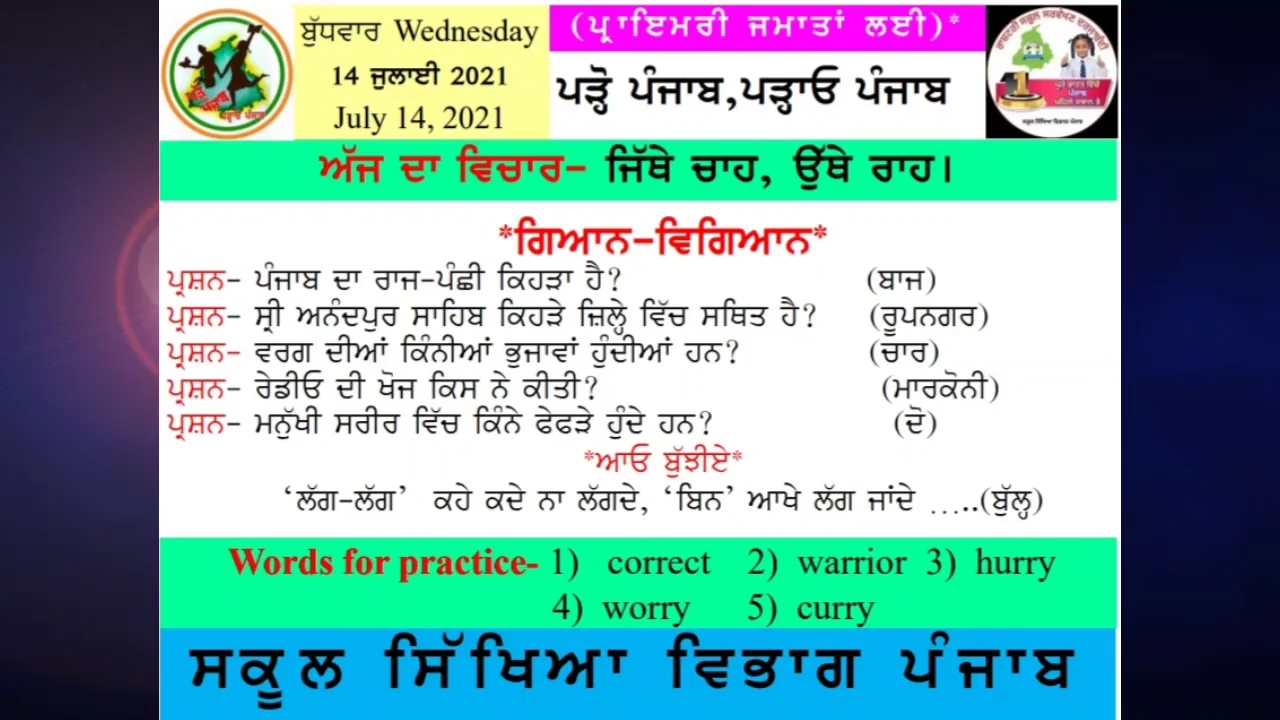 ਬੁੱਧਵਾਰ Wednesday
14 ਜੁਲਾਈ 2021
July 14, 2021
(ਪ੍ਰਾਇਮਰੀ ਜਮਾਤਾਂ ਲਈ)*
ਪੜ੍ਹੋ ਪੰਜਾਬ,ਪੜ੍ਹਾਓ ਪੰਜਾਬ
ਅੱਜ ਦਾ ਵਿਚਾਰ- ਜਿੱਥੇ ਚਾਹ, ਉੱਥੇ ਰਾਹ।
*ਗਿਆਨ-ਵਿਗਿਆਨ*
ਪ੍ਰਸ਼ਨ- ਪੰਜਾਬ ਦਾ ਰਾਜ-ਪੰਛੀ ਕਿਹੜਾ ਹੈ? (ਬਾਜ)
ਪ੍ਰਸ਼ਨ- ਸ੍ਰੀ ਅਨੰਦਪੁਰ ਸਾਹਿਬ ਕਿਹੜੇ ਜ਼ਿਲ੍ਹੇ ਵਿੱਚ ਸਥਿਤ ਹੈ? (ਰੂਪਨਗਰ)
ਪ੍ਰਸ਼ਨ- ਵਰਗ ਦੀਆਂ ਕਿੰਨੀਆਂ ਭੁਜਾਵਾਂ ਹੁੰਦੀਆਂ ਹਨ? (ਚਾਰ)
ਪ੍ਰਸ਼ਨ- ਰੇਡੀਓ ਦੀ ਖੋਜ ਕਿਸ ਨੇ ਕੀਤੀ? (ਮਾਰਕੋਨੀ)
ਪ੍ਰਸ਼ਨ- ਮਨੁੱਖੀ ਸਰੀਰ ਵਿੱਚ ਕਿੰਨੇ ਫੇਫੜੇ ਹੁੰਦੇ ਹਨ? (ਦੋ)
*ਆਓ ਬੁੱਝੀਏ*
‘ਲੱਗ-ਲੱਗ’ ਕਹੇ ਕਦੇ ਨਾ ਲੱਗਦੇ, ‘ਬਿਨ’ ਆਖੇ ਲੱਗ ਜਾਂਦੇ …..(ਬੁੱਲ੍ਹ)
Words for practice- 1) correct 2) warrior 3) hurry
4) worry 5) curry
ਸਕੂਲ ਸਿੱਖਿਆ ਵਿਭਾਗ ਪੰਜਾਬ